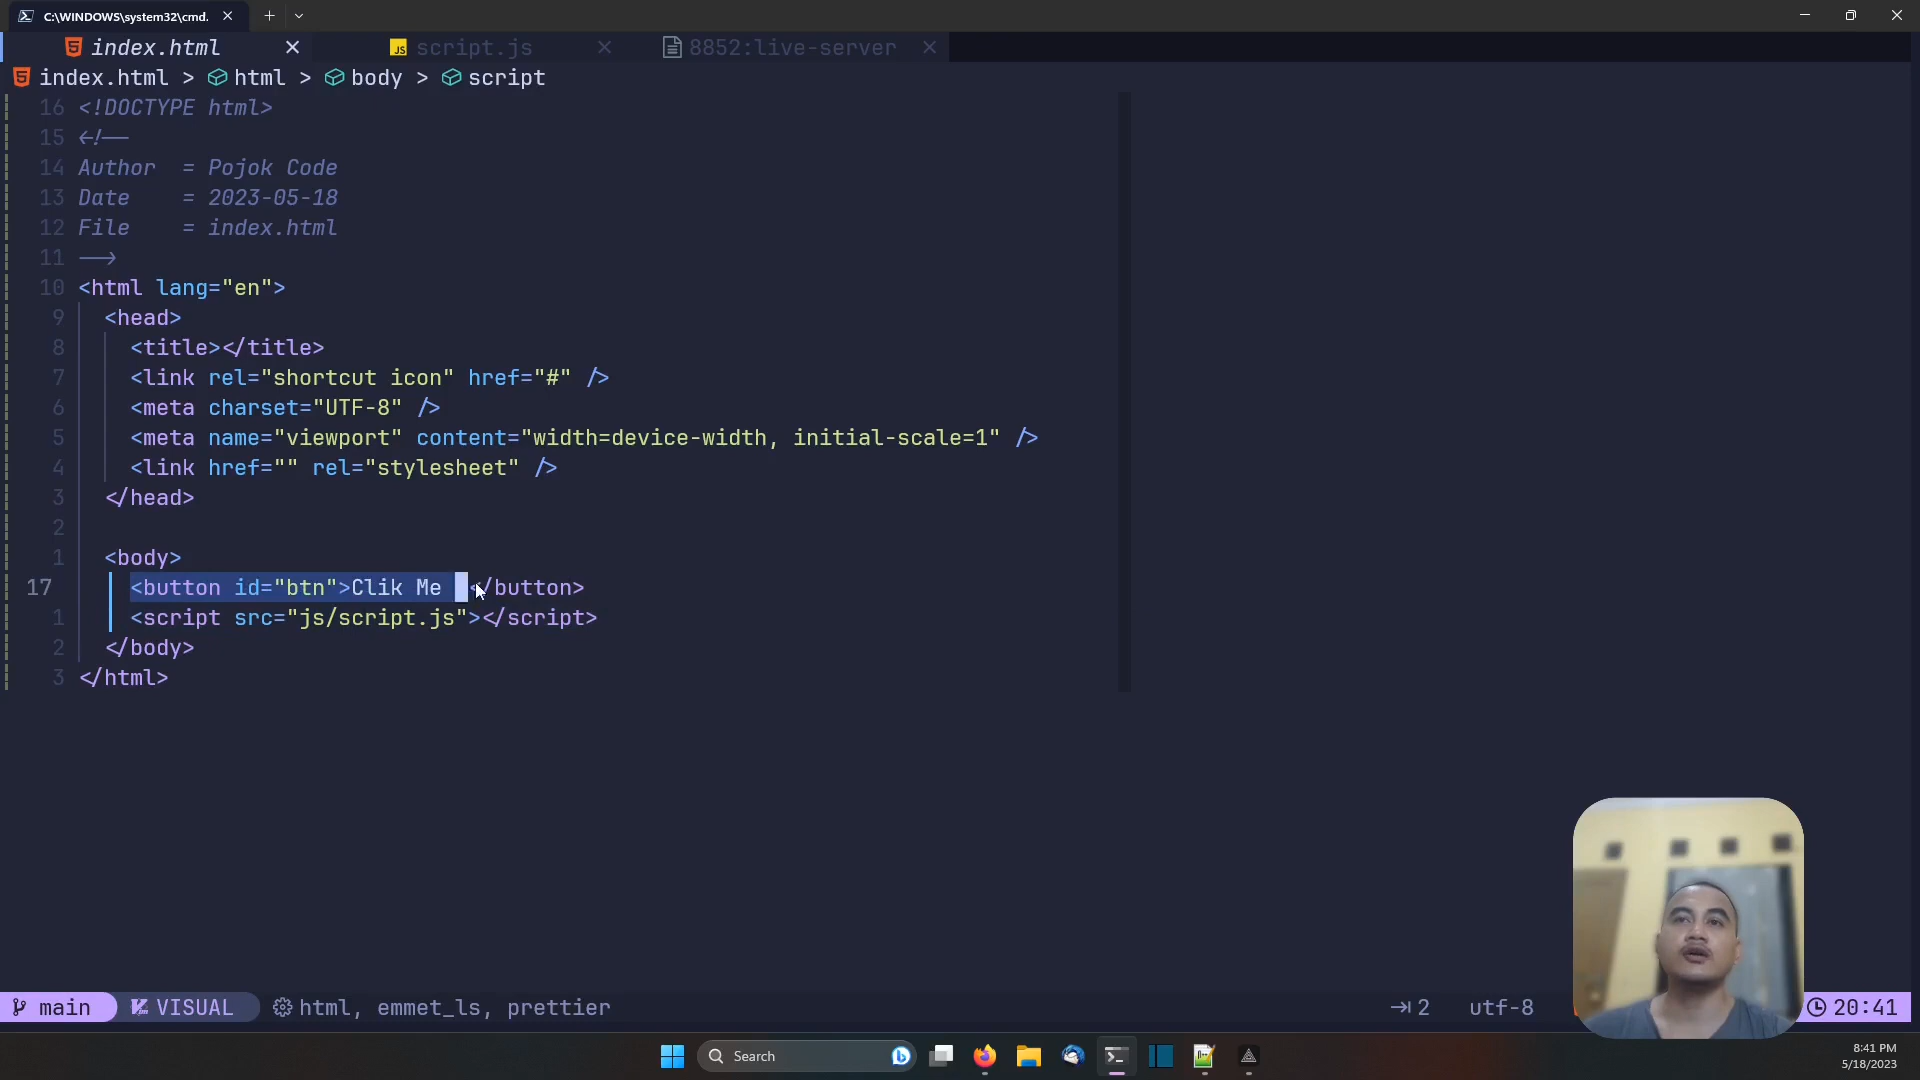 C:\WINDOWS\system32\cmd.
index.html
script.js
8852:live-server
index.html > html > body > script
16 <!DOCTYPE html>
15 <!--
14 Author = Pojok Code
13 Date = 2023-05-18
12 File = index.html
11 -->
10 <html lang="en">
9 <head>
8 <title></title>
7 <link rel="shortcut icon" href="#" />
6 <meta charset="UTF-8" />
5 <meta name="viewport" content="width=device-width, initial-scale=1" />
4 <link href="" rel="stylesheet" />
3 </head>
2
1 <body>
17 <button id="btn">Clik Me </button>
1 <script src="js/script.js"></script>
2 </body>
3 </html>
main VISUAL html, emmet_ls, prettier 2 utf-8 20:41
Search
8:41 PM
5/18/2023